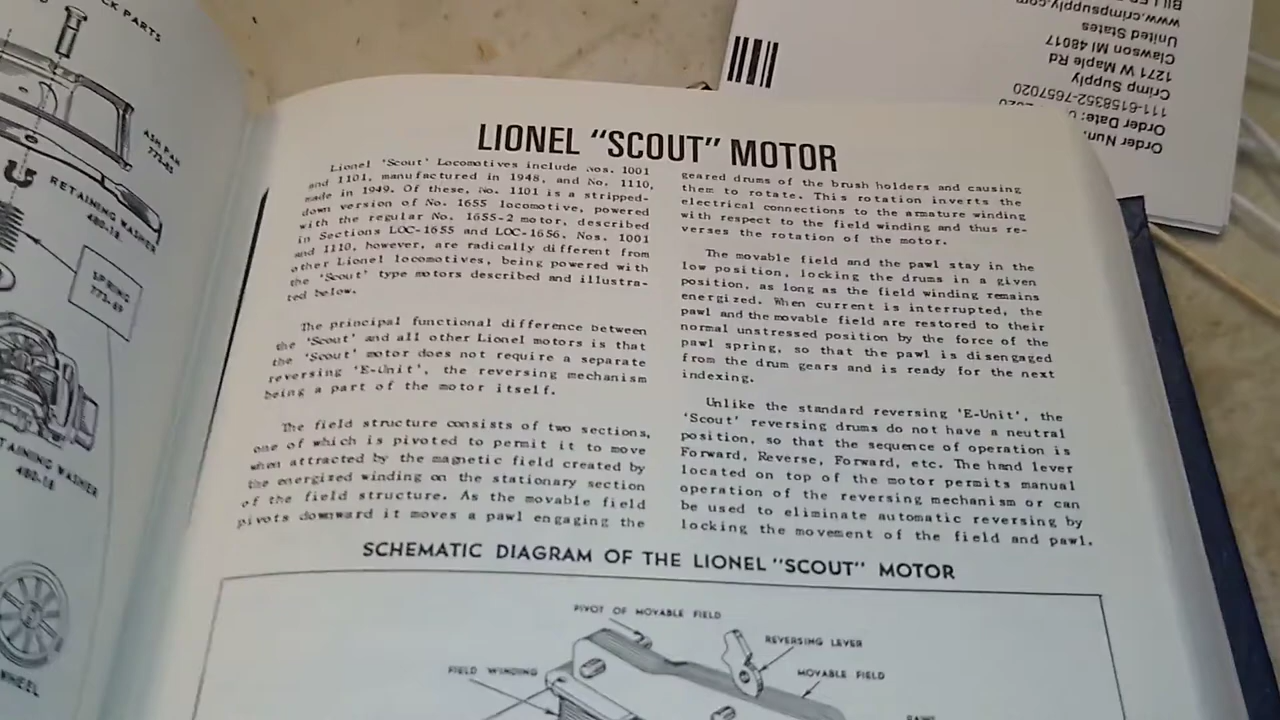 CK PARTS
ASH PAN
773-65
RETAINING WASHER
480-18
SPRING
773-69
TAINING WASHER
480-18
WHEEL
LIONEL "SCOUT" MOTOR
Lionel 'Scout' Locomotives include Nos. 1001
and 1101, manufactured in 1948, and No. 1110,
made in 1949. Of these, No. 1101 is a stripped-
down version of No. 1655 locomotive, powered
with the regular No. 1655-2 motor, described
in Sections LOC-1655 and LOC-1656. Nos. 1001
and 1110, however, are radically different from
other Lionel locomotives, being powered with
the 'Scout' type motors described and illustra-
ted below.
The principal functional difference between
the 'Scout' and all other Lionel motors is that
the 'Scout' motor does not require a separate
reversing 'E-Unit', the reversing mechanism
being a part of the motor itself.
The field structure consists of two sections,
one of which is pivoted to permit it to move
when attracted by the magnetic field created by
the energized winding on the stationary section
of the field structure. As the movable field
pivots downward it moves a pawl engaging the
geared drums of the brush holders and causing
them to rotate. This rotation inverts the
electrical connections to the armature winding
with respect to the field winding and thus re-
verses the rotation of the motor.
The movable field and the pawl stay in the
low position, locking the drums in a given
position, as long as the field winding remains
energized. When current is interrupted, the
pawl and the movable field are restored to their
normal unstressed position by the force of the
pawl spring, so that the pawl is disengaged
from the drum gears and is ready for the next
indexing.
Unlike the standard reversing 'E-Unit', the
'Scout' reversing drums do not have a neutral
position, so that the sequence of operation is
Forward, Reverse, Forward, etc. The hand lever
located on top of the motor permits manual
operation of the reversing mechanism or can
be used to eliminate automatic reversing by
locking the movement of the field and pawl.
SCHEMATIC DIAGRAM OF THE LIONEL "SCOUT" MOTOR
PIVOT OF MOVABLE FIELD
REVERSING LEVER
FIELD WINDING
MOVABLE FIELD
Order Num
Order Date:
111-6158352-7657020
Crimp Supply
1271 W Maple Rd
Clawson MI 48017
United States
www.crimpsupply.com